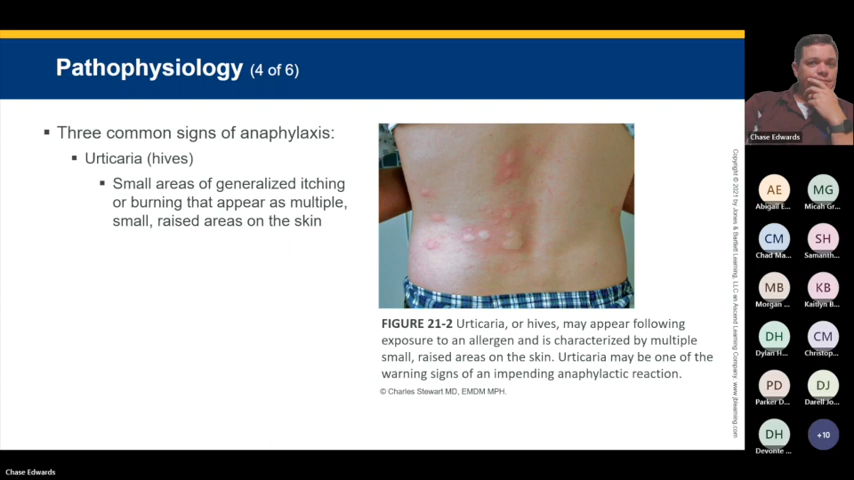 Pathophysiology (4 of 6)
▪ Three common signs of anaphylaxis:
▪ Urticaria (hives)
▪ Small areas of generalized itching
or burning that appear as multiple,
small, raised areas on the skin
FIGURE 21-2 Urticaria, or hives, may appear following
exposure to an allergen and is characterized by multiple
small, raised areas on the skin. Urticaria may be one of the
warning signs of an impending anaphylactic reaction.
© Charles Stewart MD, EMDM MPH.
Copyright © 2021 by Jones & Bartlett Learning, LLC an Ascend Learning Company. www.jblearning.com
Chase Edwards
AE
Abigail E...
MG
Micah Gr...
CM
Chad Ma...
SH
Samanth...
MB
Morgan ...
KB
Kaitlyn B...
DH
Dylan H...
CM
Christop...
PD
Parker D...
DJ
Darell Jo...
DH
Devonte ...
+10
Chase Edwards